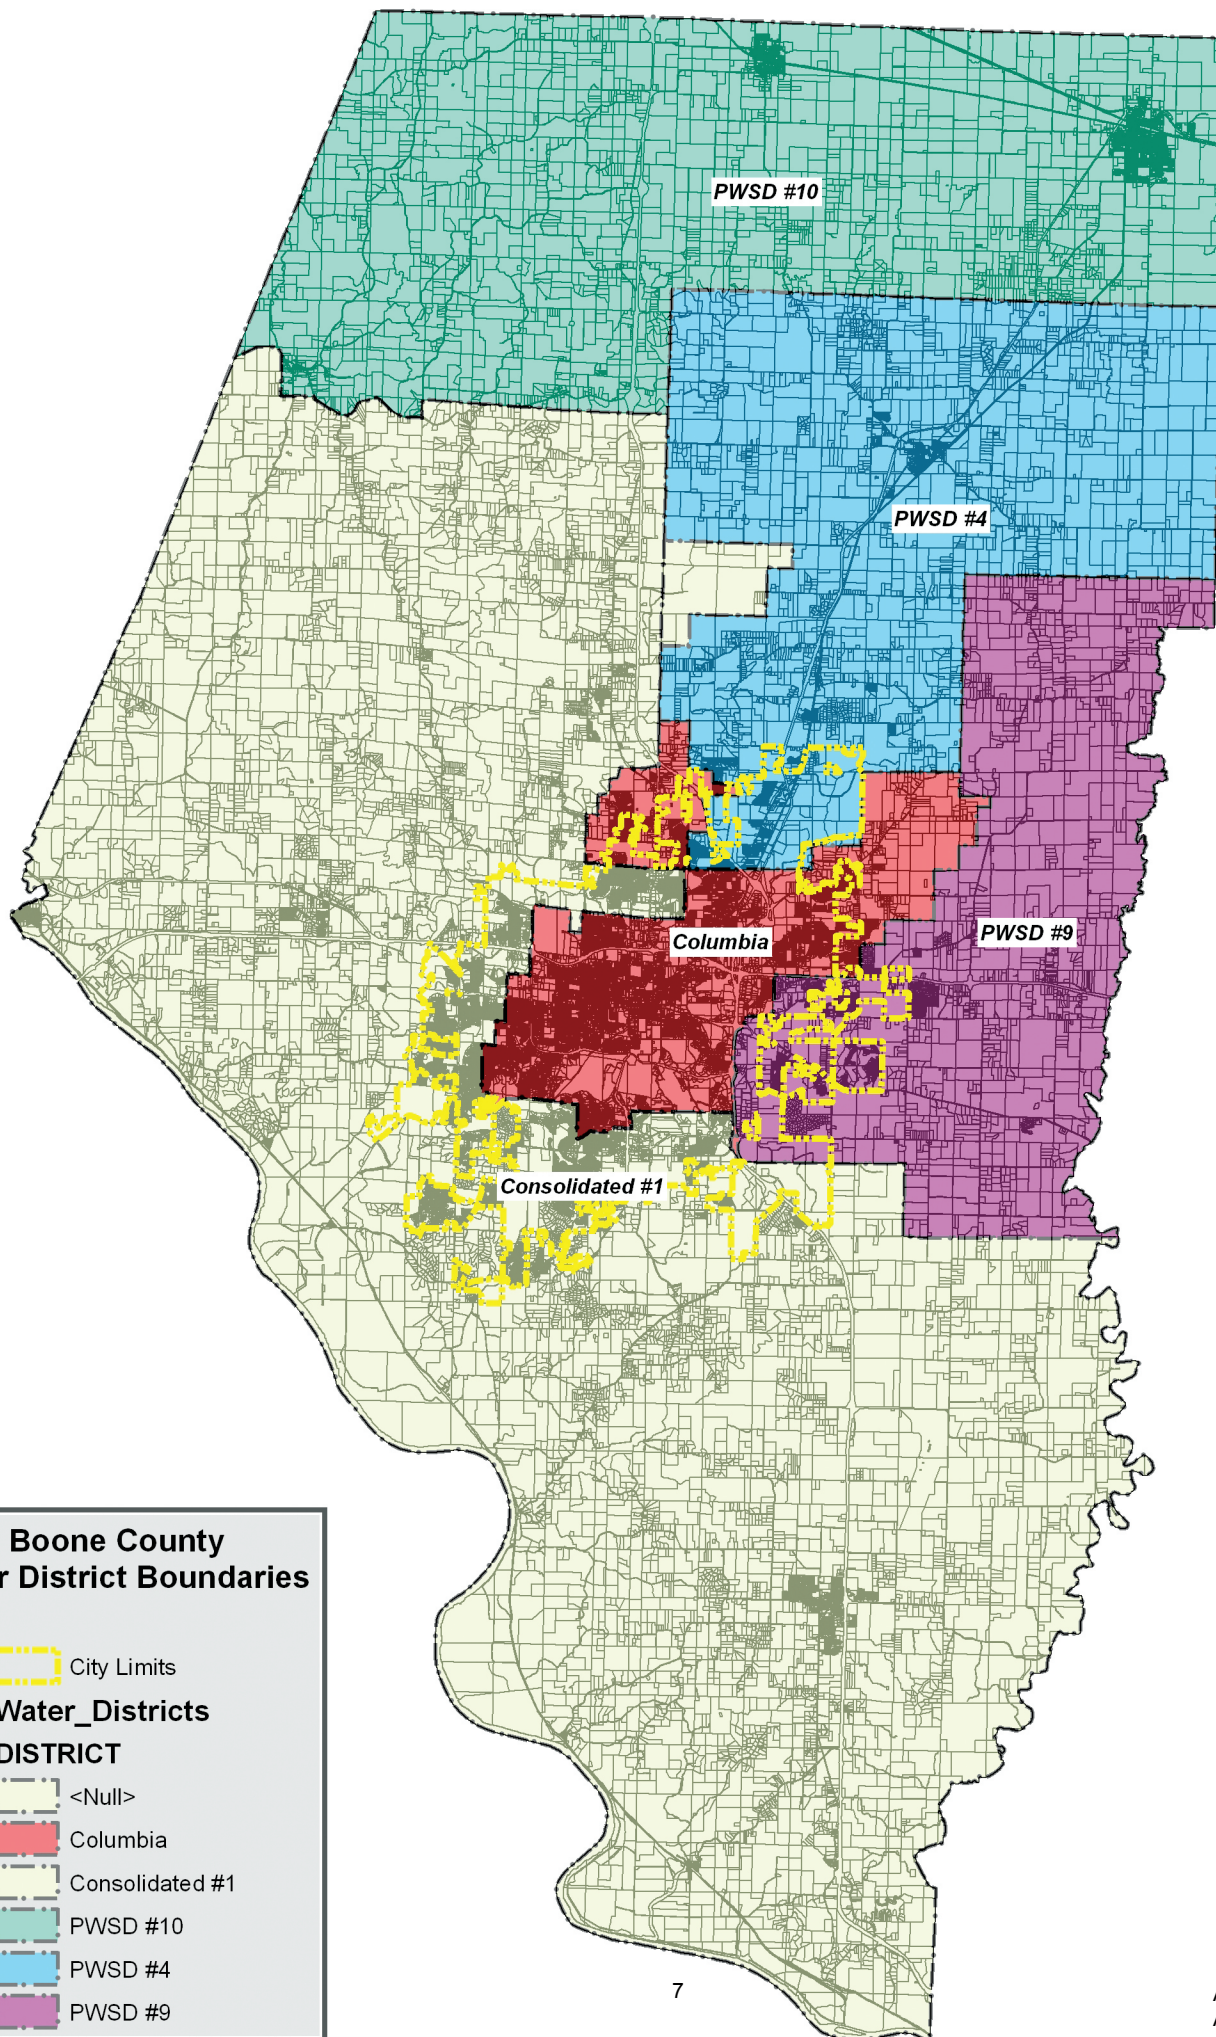 PWSD #10
PWSD #4
Columbia
PWSD #9
Consolidated #1
Boone County
r District Boundaries
City Limits
Water_Districts
DISTRICT
<Null>
Columbia
Consolidated #1
PWSD #10
PWSD #4
PWSD #9
7